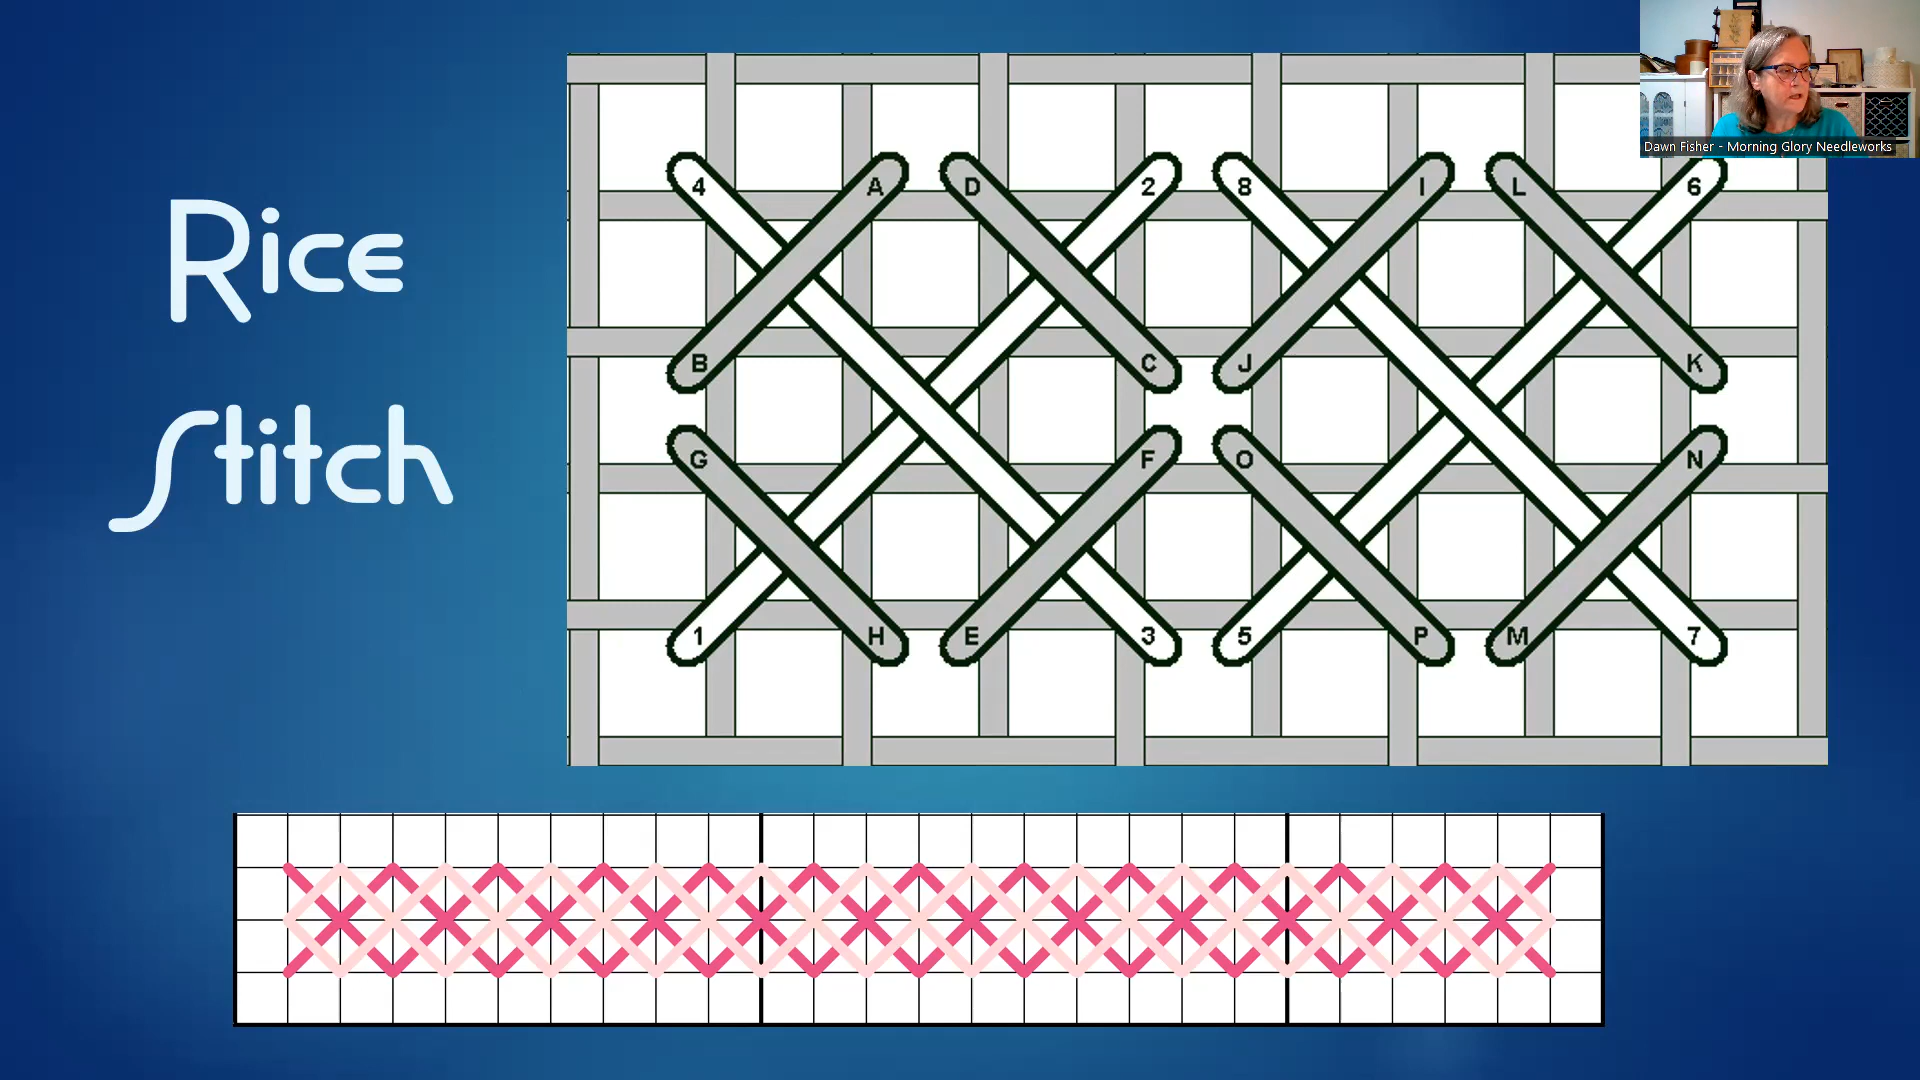 Rice
Stitch
Dawn Fisher - Morning Glory Needleworks
4 A D 2 8 I L 6
B C J K
G F O N
1 H E 3 5 P M 7